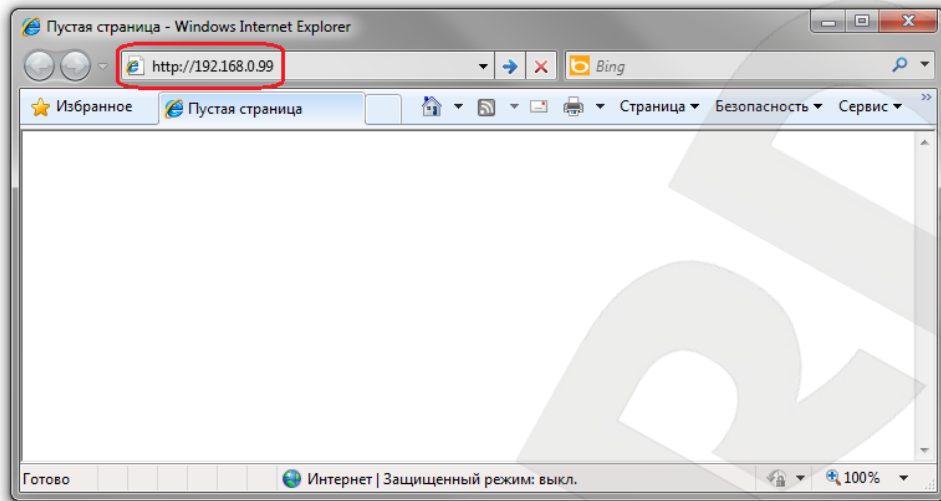 Пустая страница - Windows Internet Explorer
http://192.168.0.99
Bing
Избранное
Пустая страница
Страница
Безопасность
Сервис
»
Готово
Интернет | Защищенный режим: выкл.
100%